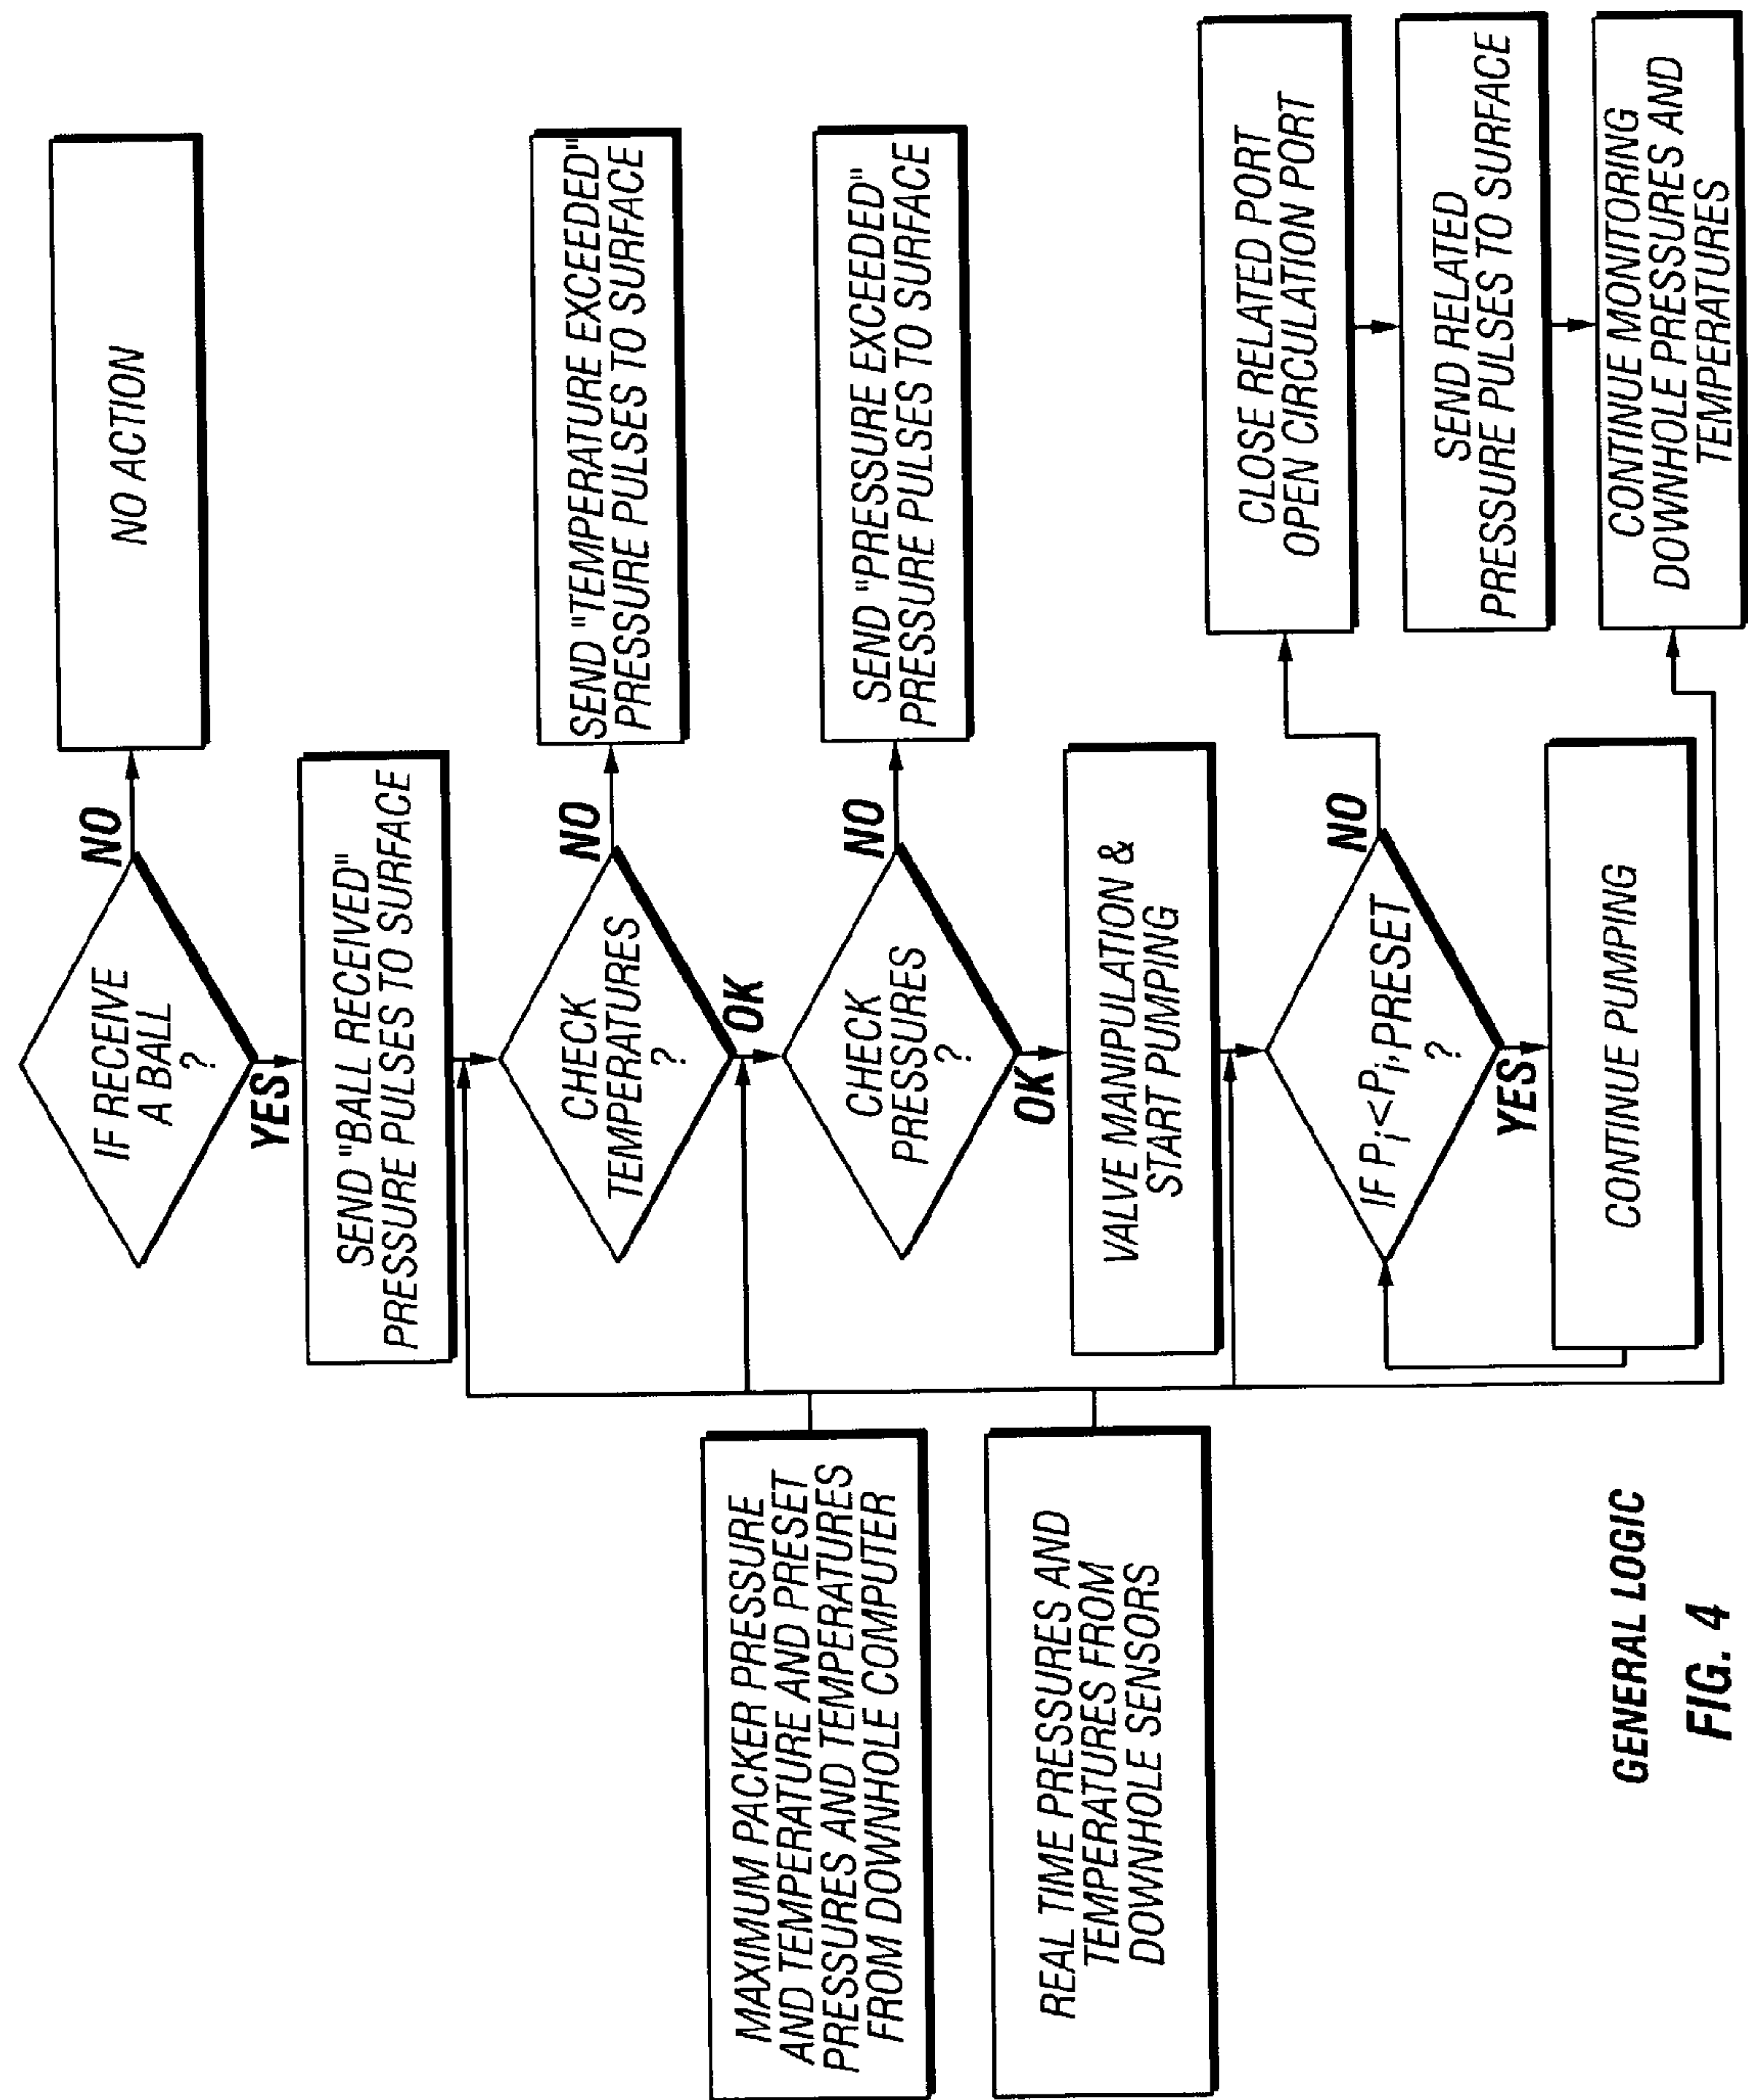 IF RECEIVE
A BALL
?
NO
NO ACTION
YES
SEND "BALL RECEIVED"
PRESSURE PULSES TO SURFACE
CHECK
TEMPERATURES
?
NO
SEND "TEMPERATURE EXCEEDED"
PRESSURE PULSES TO SURFACE
OK
CHECK
PRESSURES
?
NO
SEND "PRESSURE EXCEEDED"
PRESSURE PULSES TO SURFACE
OK
VALVE MANIPULATION &
START PUMPING
IF Pi<Pi,PRESET
?
NO
CLOSE RELATED PORT
OPEN CIRCULATION PORT
SEND RELATED
PRESSURE PULSES TO SURFACE
CONTINUE MONITORING
DOWNHOLE PRESSURES AND
TEMPERATURES
YES
CONTINUE PUMPING
MAXIMUM PACKER PRESSURE
AND TEMPERATURE AND PRESET
PRESSURES AND TEMPERATURES
FROM DOWNHOLE COMPUTER
REAL TIME PRESSURES AND
TEMPERATURES FROM
DOWNHOLE SENSORS
GENERAL LOGIC
FIG. 4